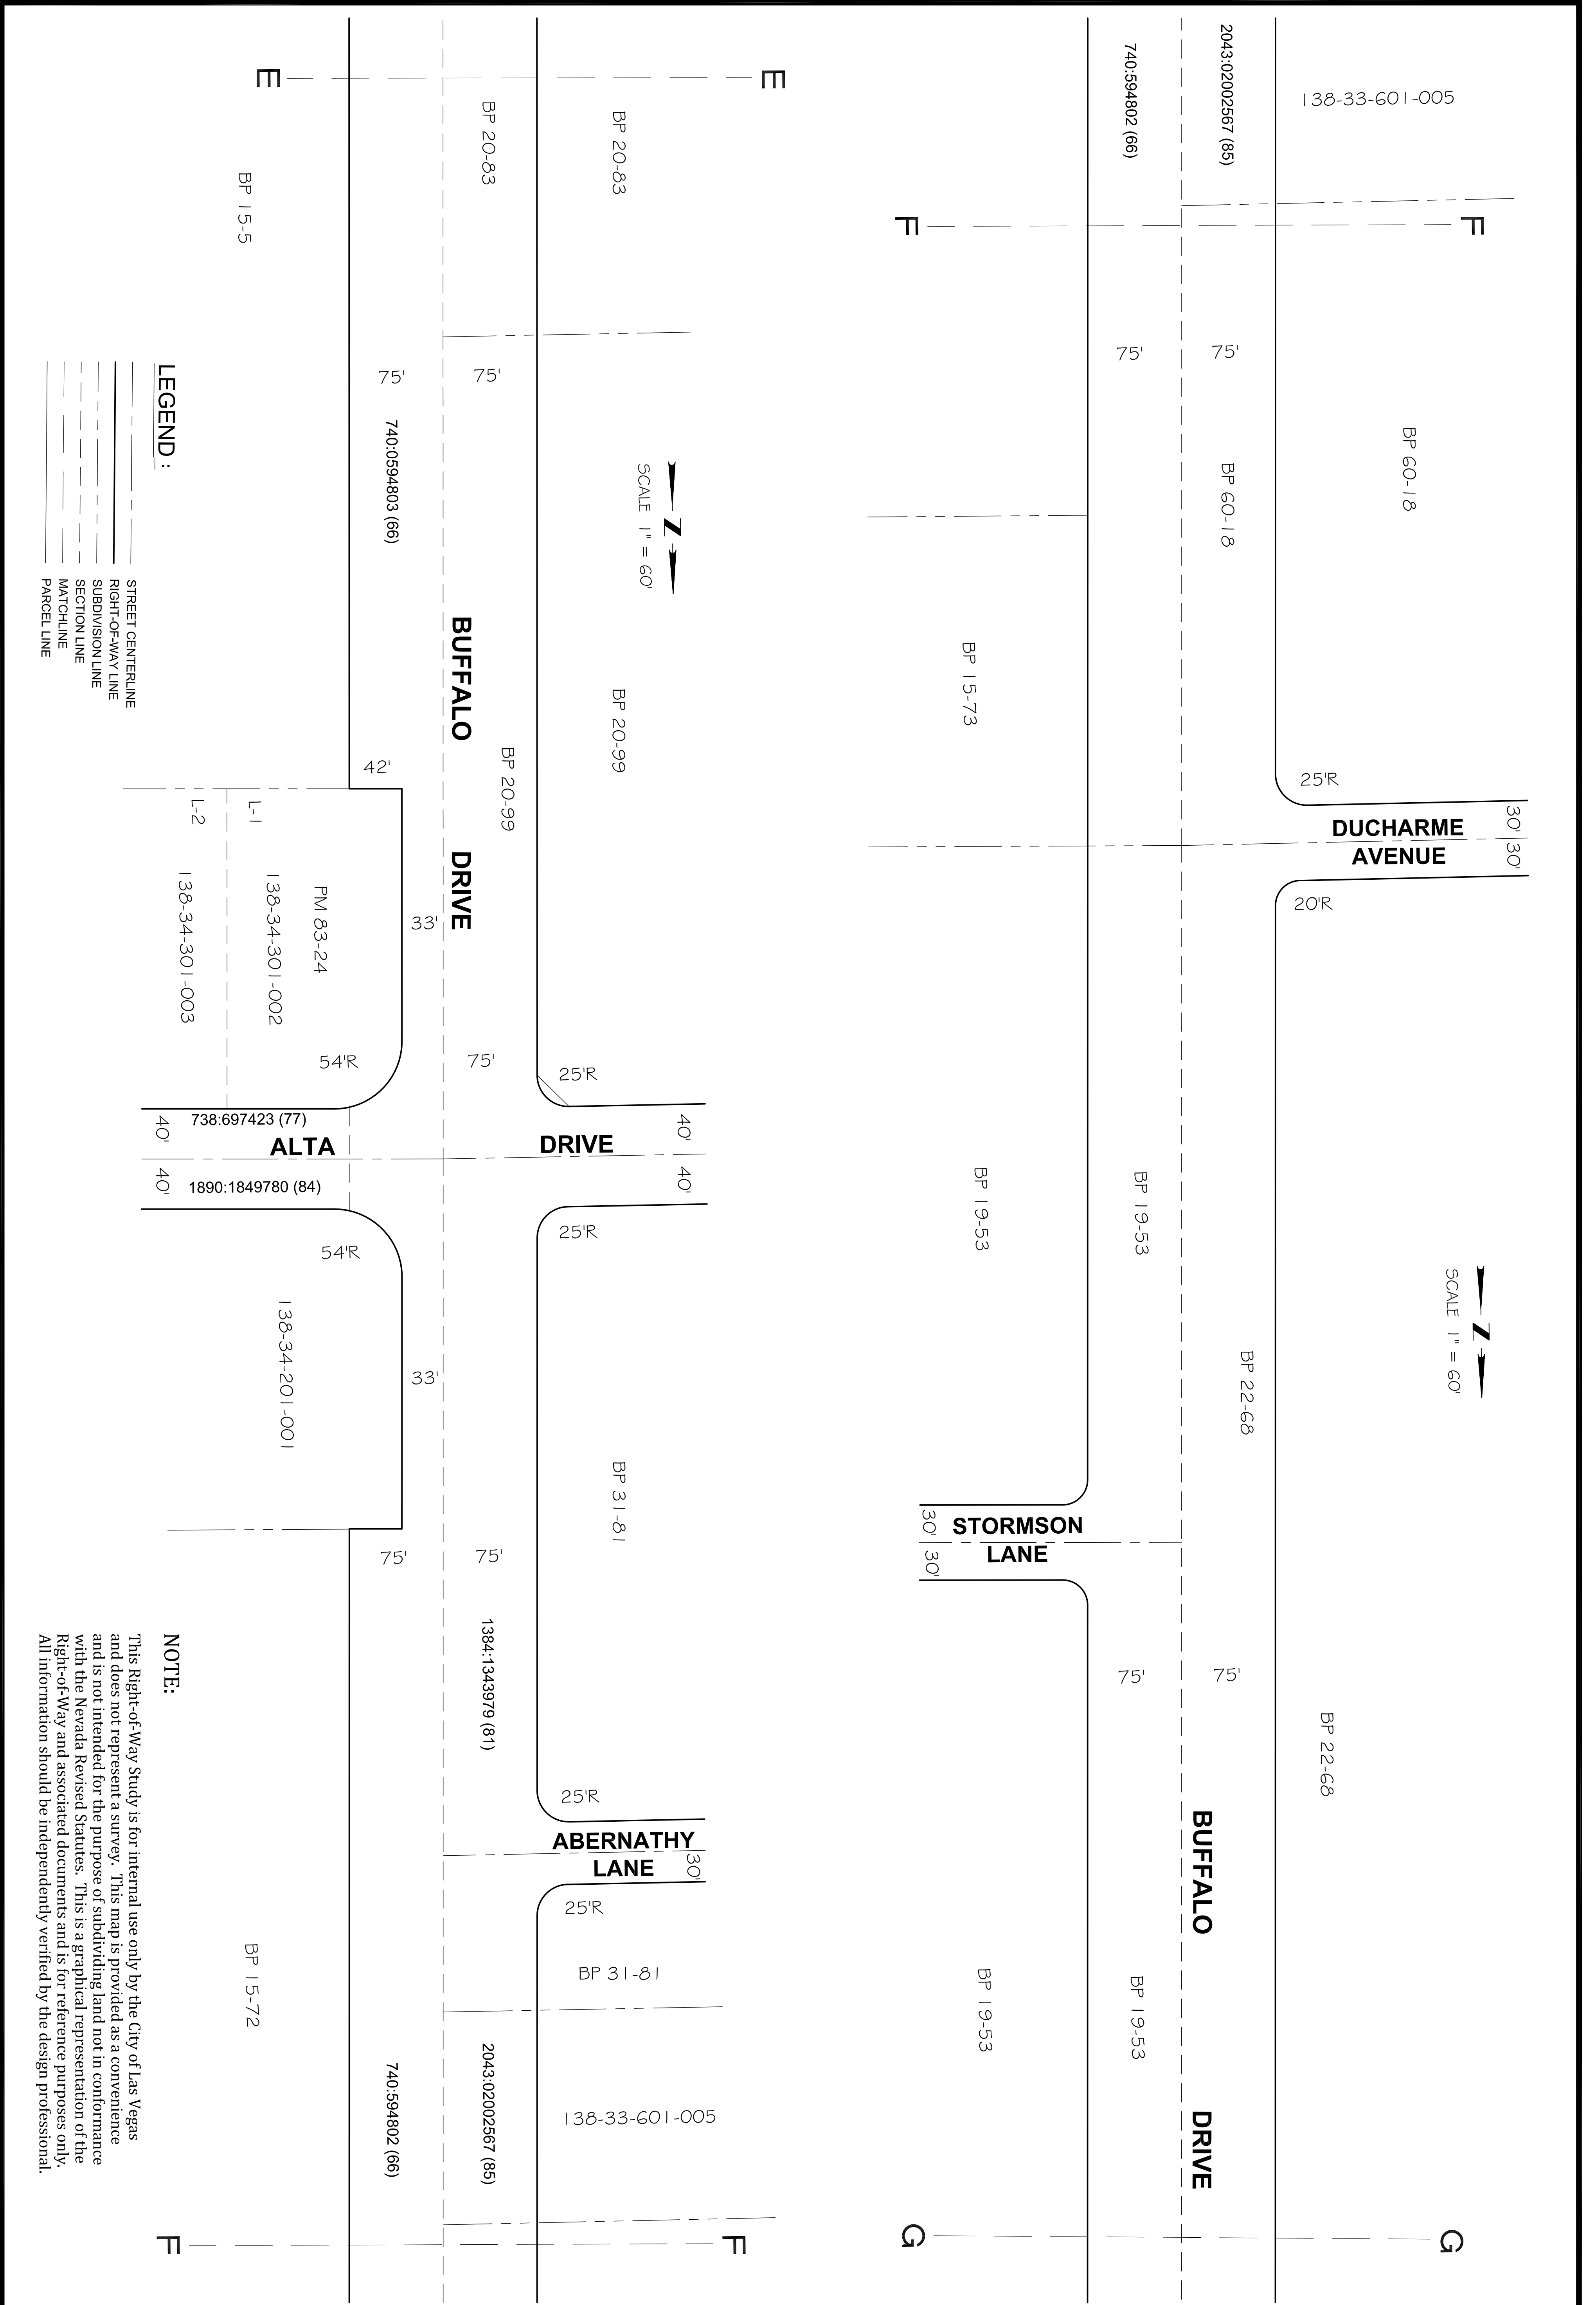 E
E
BP 20-83
BP 20-83
BP 15-5
75'
75'
740:0594803 (66)
SCALE 1" = 60'
N
BUFFALO
DRIVE
BP 20-99
BP 20-99
42'
33'
L-1
L-2
PM 83-24
138-34-301-002
138-34-301-003
54'R
75'
25'R
738:697423 (77)
40'
40'
ALTA
DRIVE
40'
40'
1890:1849780 (84)
54'R
25'R
138-34-201-001
33'
BP 31-81
75'
75'
1384:1343979 (81)
25'R
ABERNATHY
LANE
30'
25'R
BP 31-81
BP 15-72
740:594802 (66)
2043:02002567 (85)
138-33-601-005
F
F
LEGEND :
STREET CENTERLINE
RIGHT-OF-WAY LINE
SUBDIVISION LINE
SECTION LINE
MATCHLINE
PARCEL LINE
NOTE:
This Right-of-Way Study is for internal use only by the City of Las Vegas
and does not represent a survey. This map is provided as a convenience
and is not intended for the purpose of subdividing land not in conformance
with the Nevada Revised Statutes. This is a graphical representation of the
Right-of-Way and associated documents and is for reference purposes only.
All information should be independently verified by the design professional.
740:594802 (66)
2043:02002567 (85)
138-33-601-005
F
F
75'
75'
BP 60-18
BP 60-18
BP 15-73
25'R
DUCHARME
AVENUE
30'
30'
20'R
BP 19-53
BP 19-53
SCALE 1" = 60'
N
BP 22-68
30'
30'
STORMSON
LANE
75'
75'
BP 22-68
BUFFALO
DRIVE
BP 19-53
BP 19-53
G
G